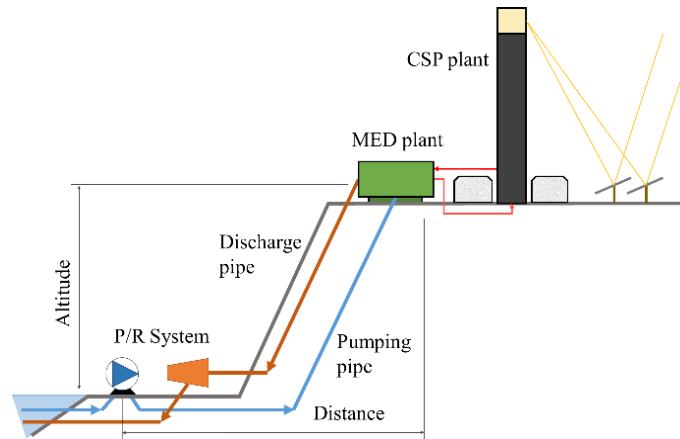 CSP plant
MED plant
Discharge
pipe
Altitude
P/R System
Pumping
pipe
Distance